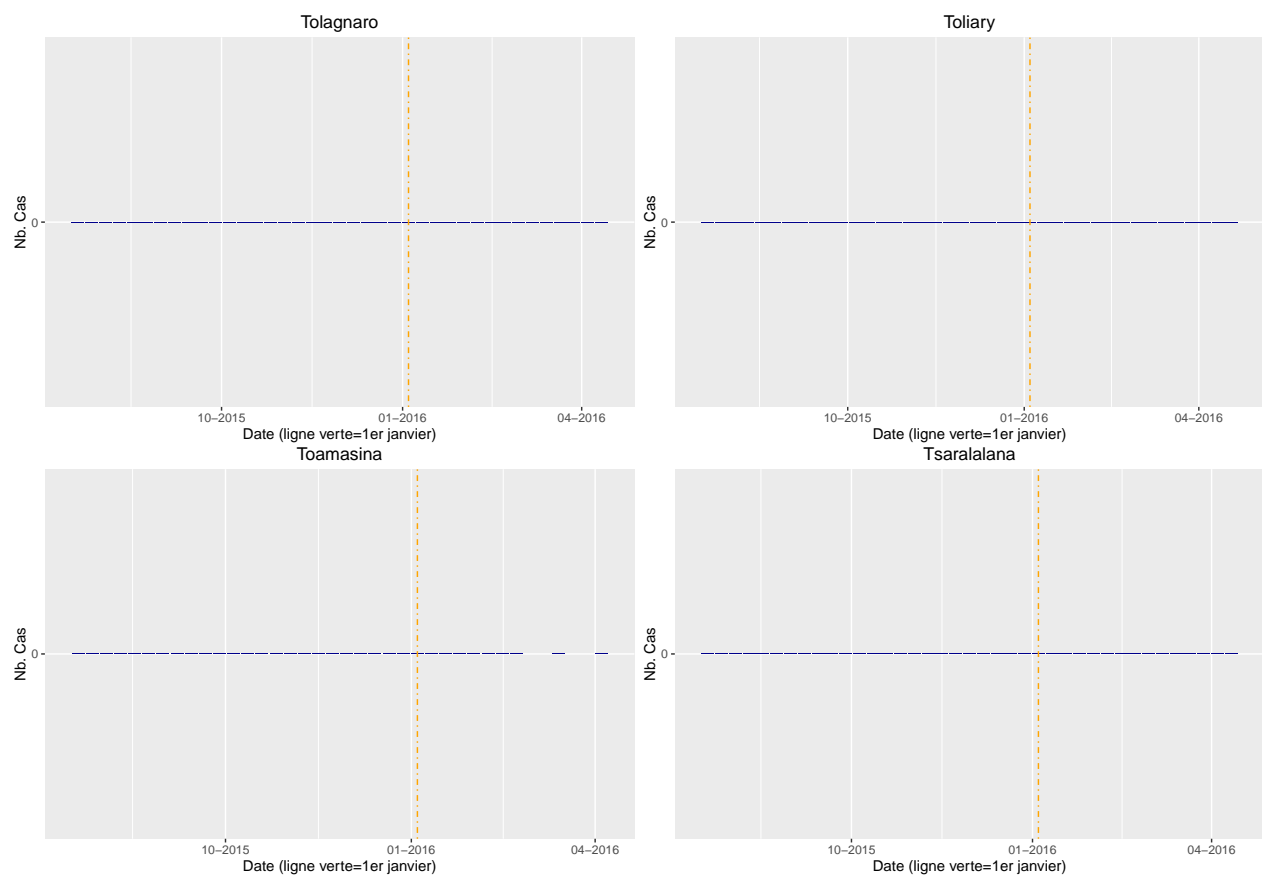 Tolagnaro
Nb. Cas
0
10–2015
01–2016
04–2016
Date (ligne verte=1er janvier)
Toliary
Nb. Cas
0
10–2015
01–2016
04–2016
Date (ligne verte=1er janvier)
Toamasina
Nb. Cas
0
10–2015
01–2016
04–2016
Date (ligne verte=1er janvier)
Tsaralalana
Nb. Cas
0
10–2015
01–2016
04–2016
Date (ligne verte=1er janvier)